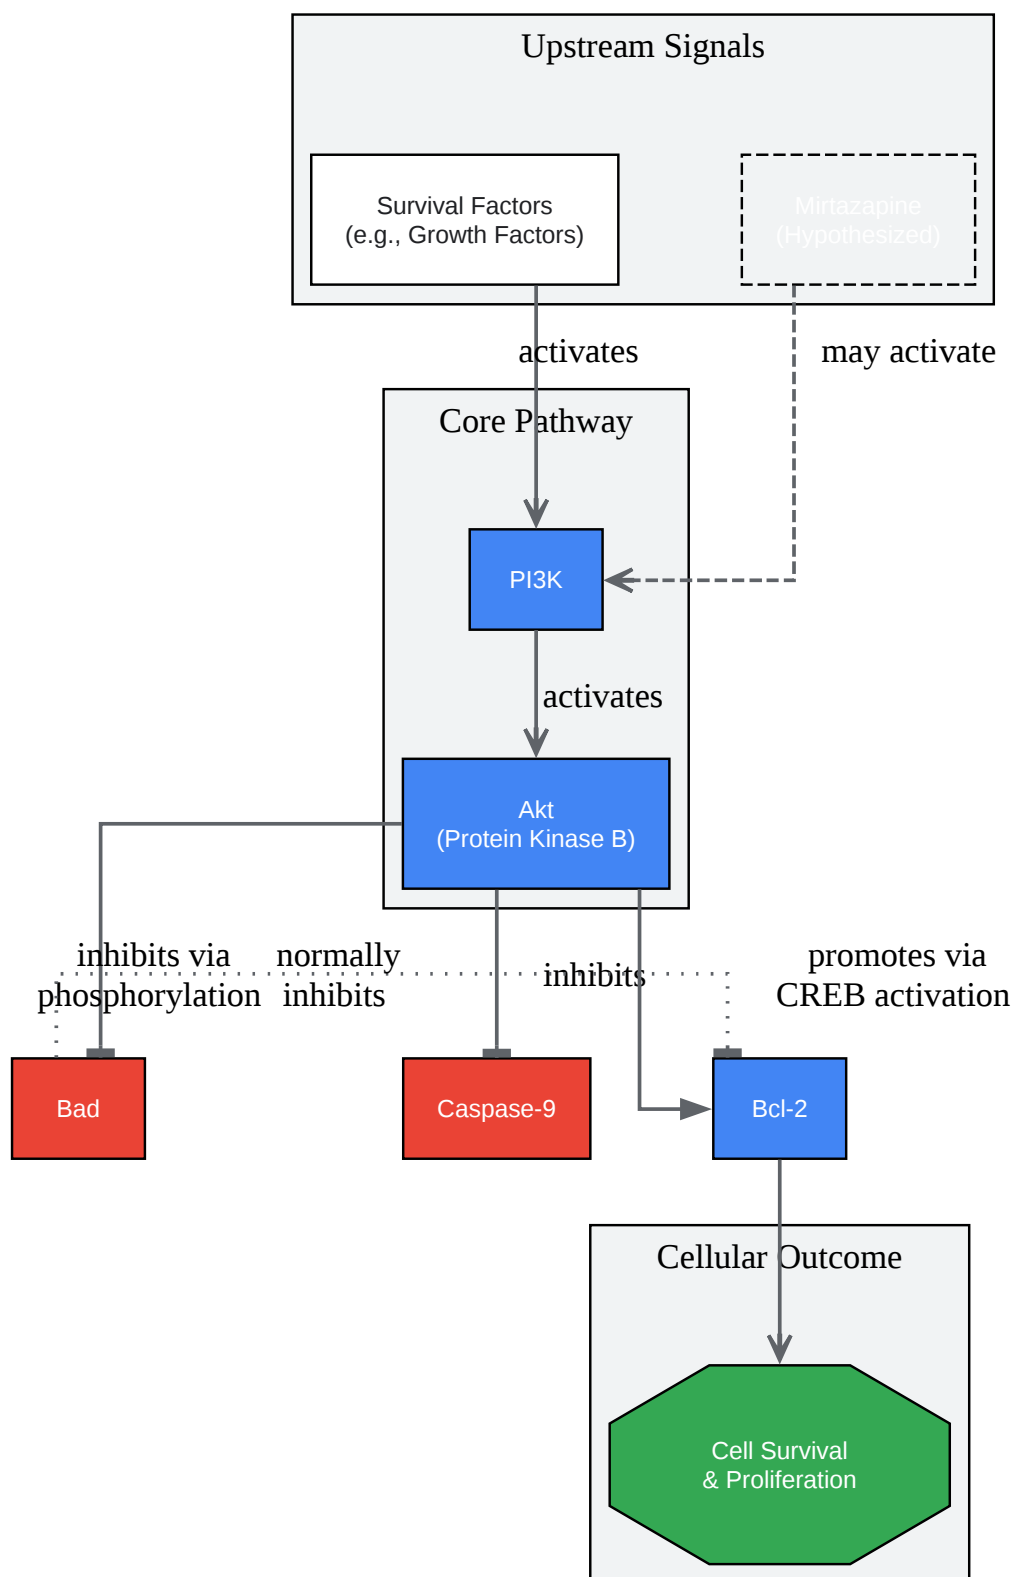 Upstream Signals
Survival Factors
(e.g., Growth Factors)
Mirtazapine
(Hypothesized)
activates
may activate
Core Pathway
PI3K
activates
Akt
(Protein Kinase B)
inhibits via
phosphorylation
normally
inhibits
inhibits
promotes via
CREB activation
Bad
Caspase-9
Bcl-2
Cellular Outcome
Cell Survival
& Proliferation